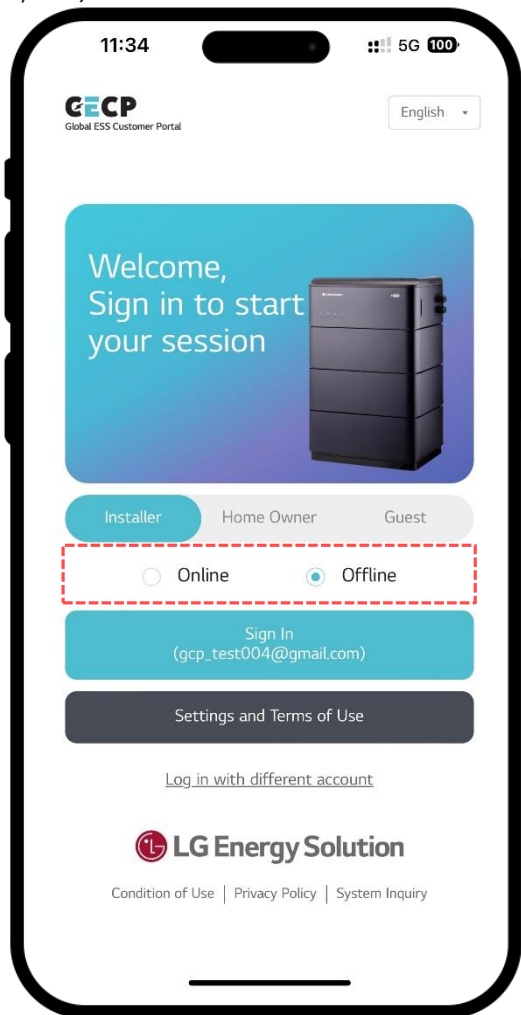 11:34
5G 100
GECP
Global ESS Customer Portal
English
Welcome,
Sign in to start
your session
Installer
Home Owner
Guest
Online
Offline
Sign In
(gcp_test004@gmail.com)
Settings and Terms of Use
Log in with different account
LG Energy Solution
Condition of Use | Privacy Policy | System Inquiry